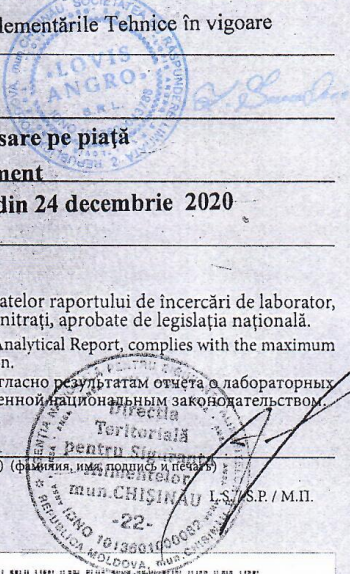 lementările Tehnice în vigoare
LOVIS
ANGRO
S.R.L.
sare pe piață
ment
din 24 decembrie 2020
atelor raportului de încercări de laborator,
nitrați, aprobate de legislația națională.
Analytical Report, complies with the maximum
n.
гласно результатам отчета о лабораторных
енной национальным законодательством.
Direcția
Teritorială
pentru Siguranța
Alimentelor
mun.CHIȘINĂU
) (фамилия, имя, подпись и печать)
L.S./ S.P. / М.П.
-22-
REPUBLICA MOLDOVA, mun.